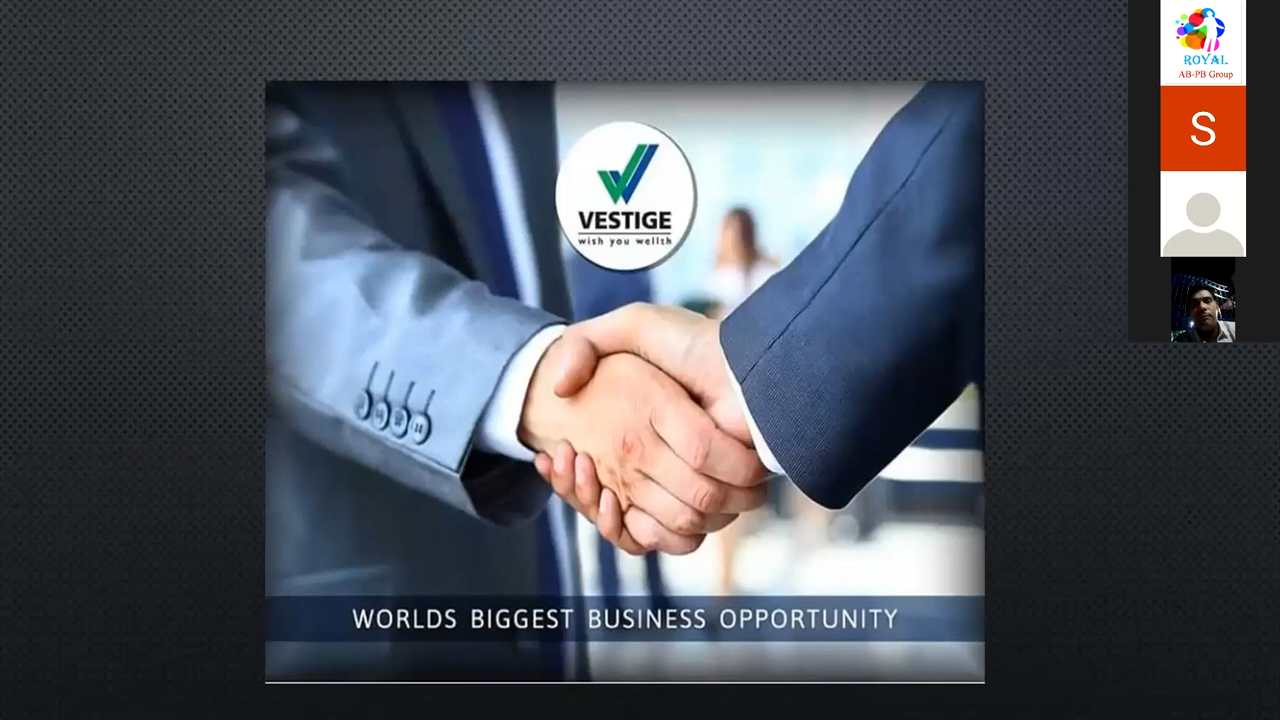 VESTIGE
wish you wellth
WORLDS BIGGEST BUSINESS OPPORTUNITY
ROYAL
AB-PB Group
S